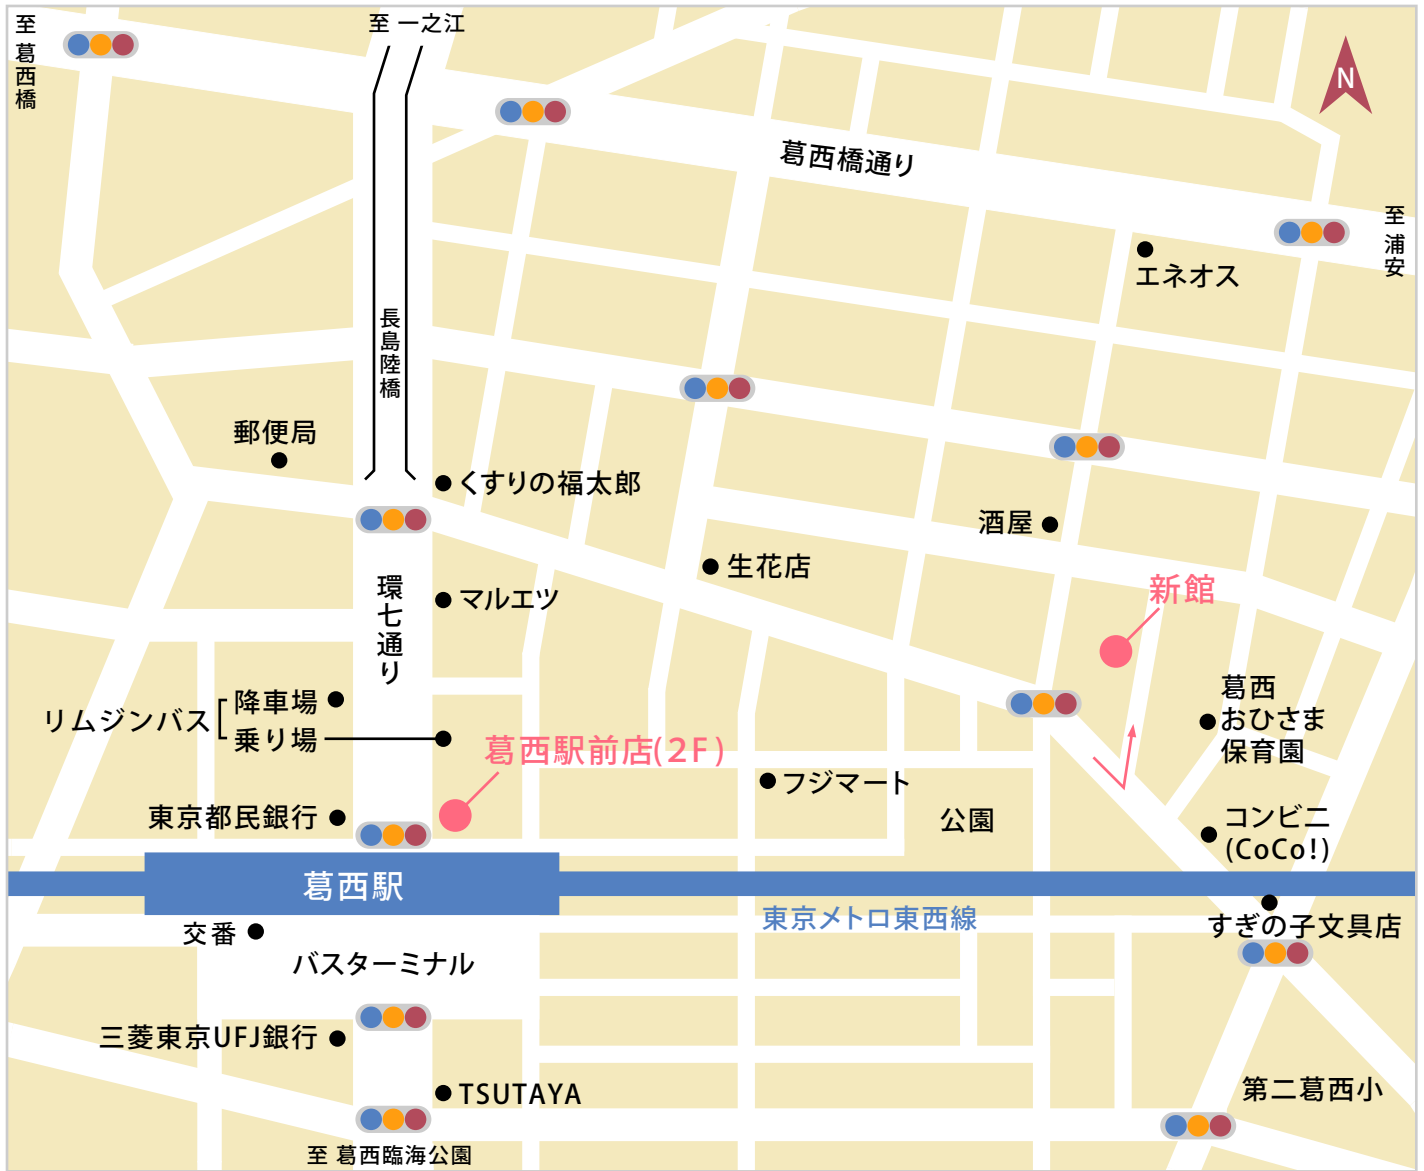 至 葛西橋
至 一之江
N
葛西橋通り
至 浦安
エネオス
長島陸橋
郵便局
くすりの福太郎
酒屋
生花店
新館
環七通り
マルエツ
リムジンバス
降車場
乗り場
葛西駅前店(2F)
葛西
おひさま
保育園
フジマート
公園
東京都民銀行
コンビニ
(CoCo!)
葛西駅
東京メトロ東西線
すぎの子文具店
交番
バスターミナル
三菱東京UFJ銀行
TSUTAYA
第二葛西小
至 葛西臨海公園